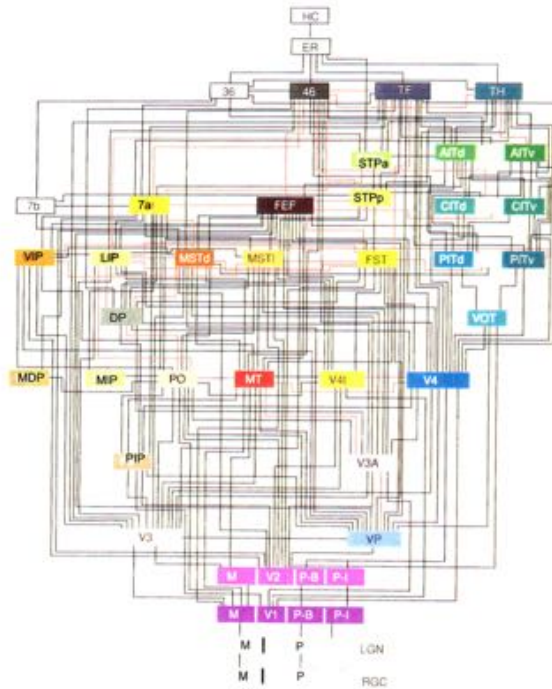 HC
ER
36 46 TF TH
STPa AITd AITv
7b 7a FEF STPp CITd CITv
VIP LIP MSTd MSTl FST PITd PITv
DP VOT
MDP MIP PO MT V4t V4
PIP V3A
V3 VP
M V2 P-B P-I
M V1 P-B P-I
M P LGN
M P RGC